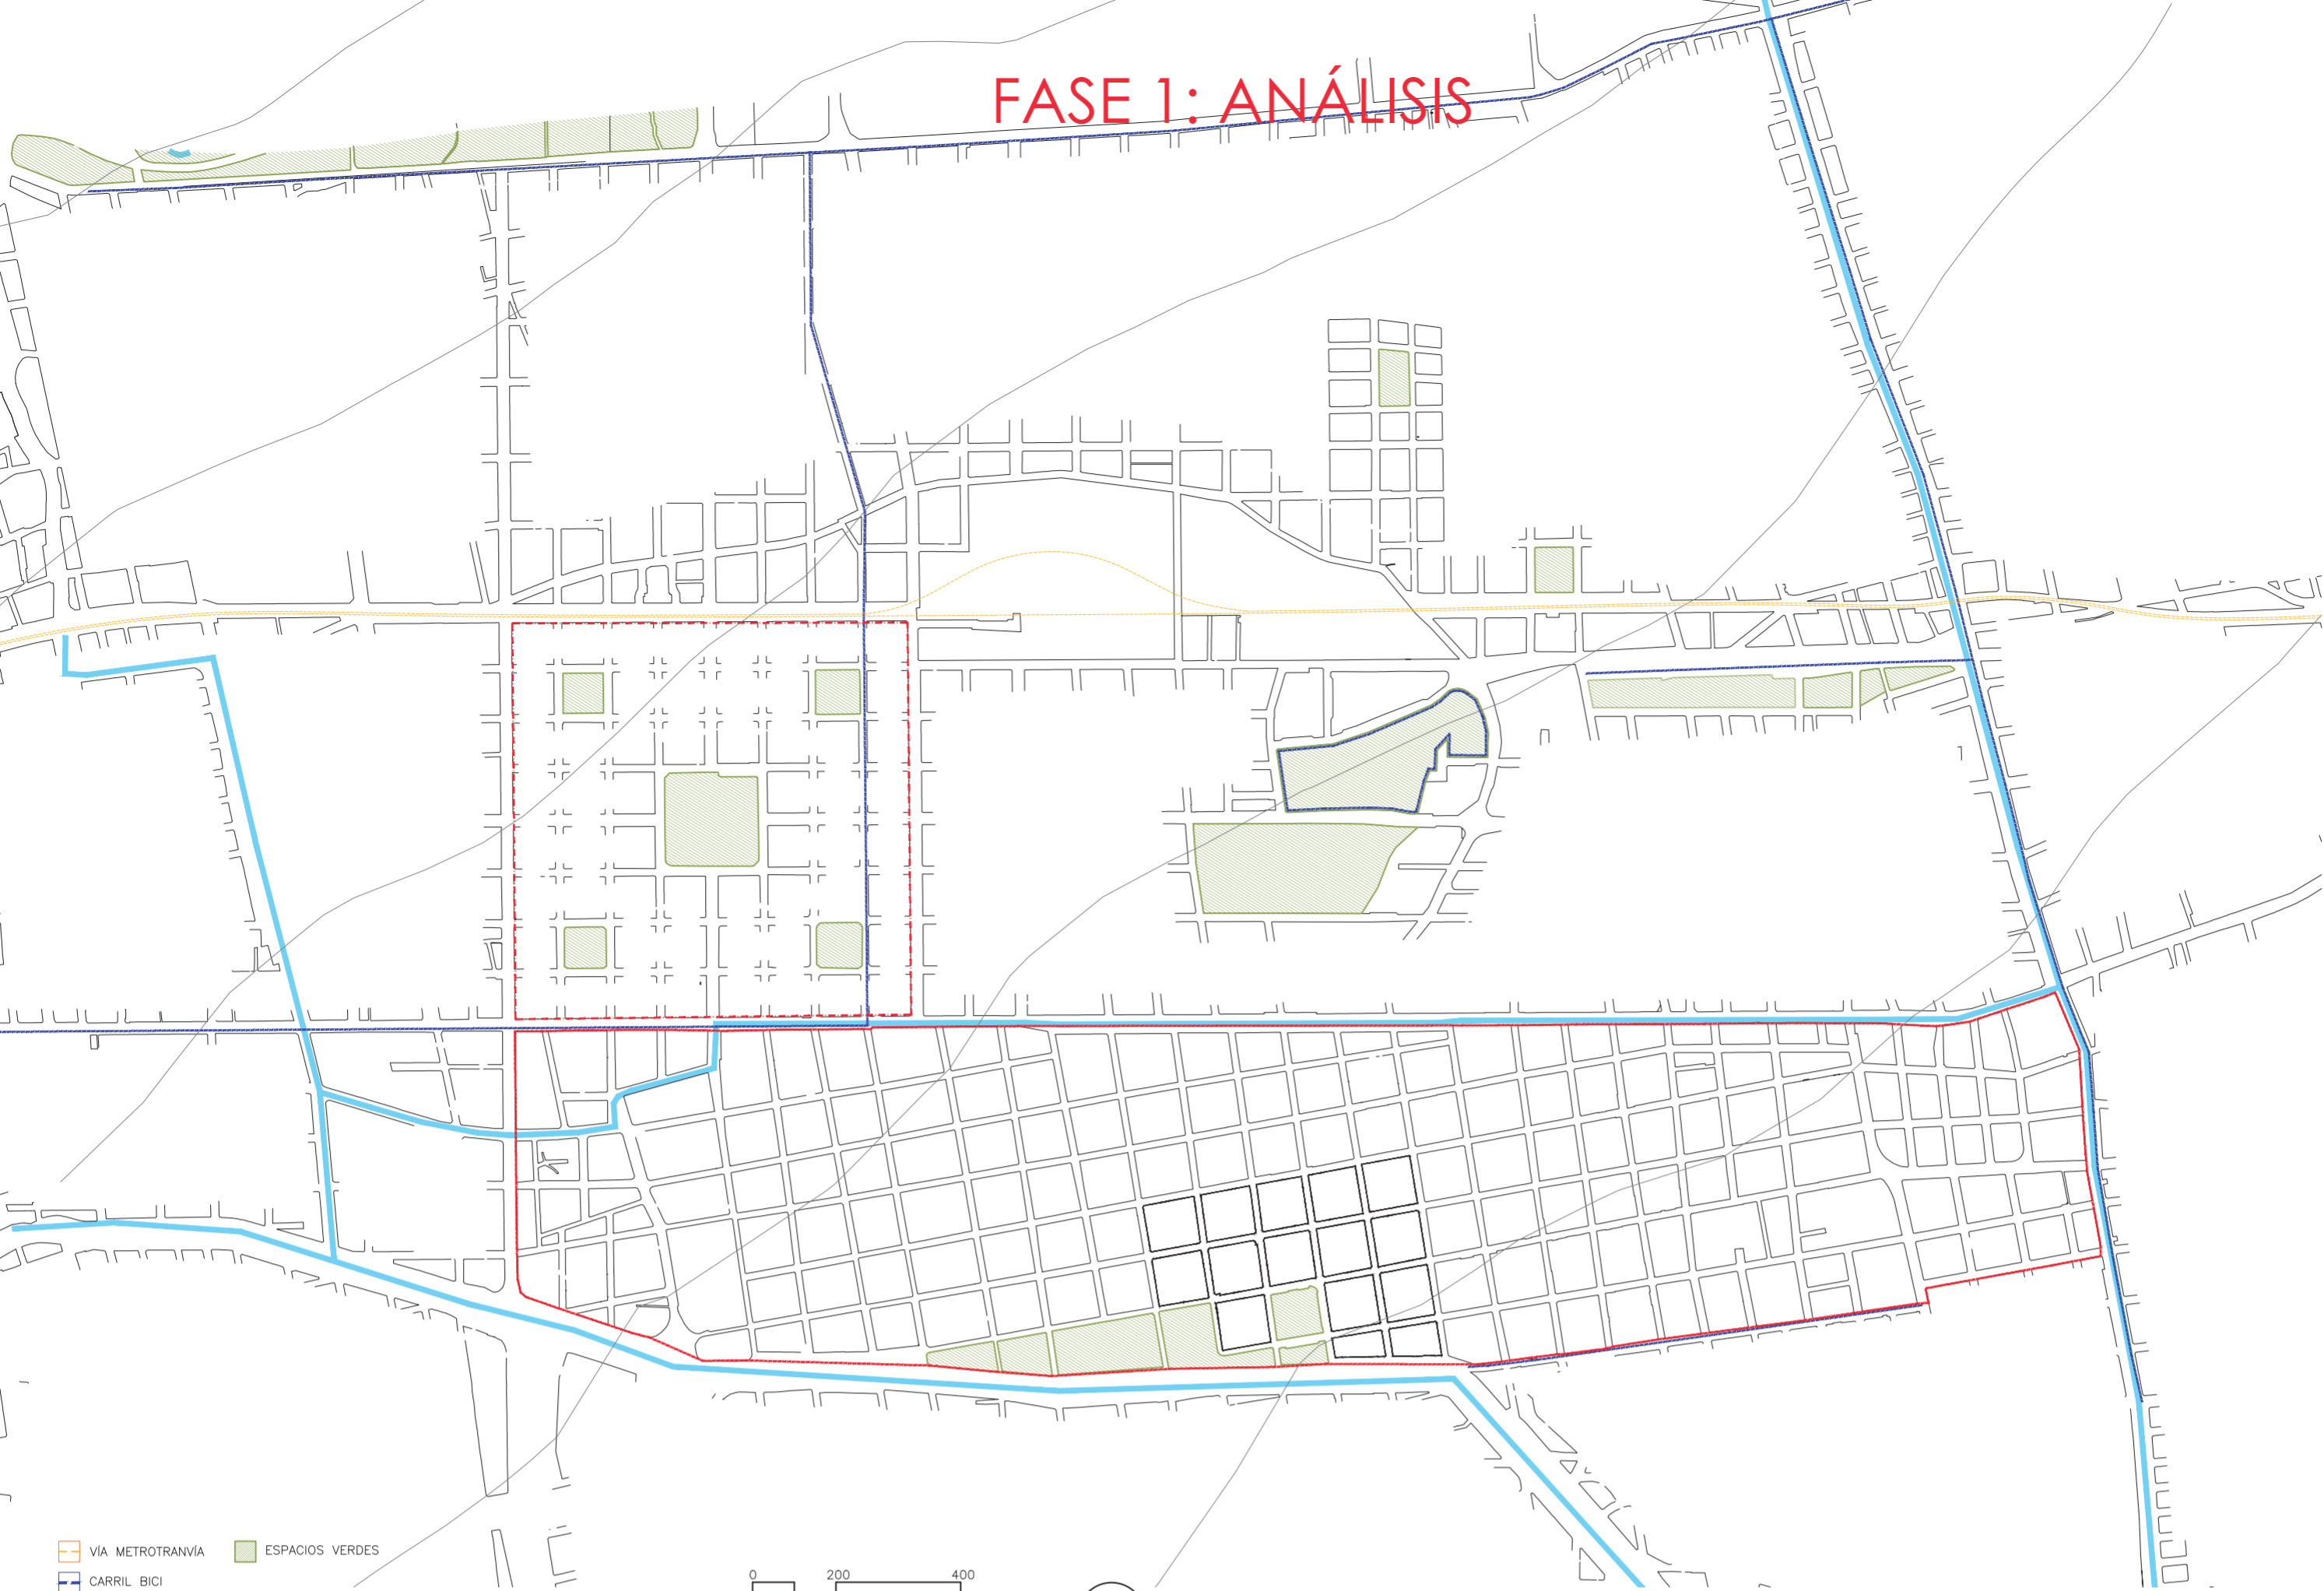 FASE 1: ANÁLISIS
VÍA METROTRANVÍA
ESPACIOS VERDES
CARRIL BICI
0 200 400